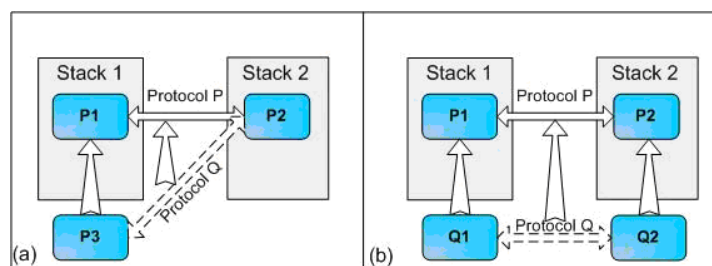 Stack 1
Stack 2
Protocol P
P1
P2
Protocol Q
P3
(a)
Stack 1
Stack 2
Protocol P
P1
P2
Protocol Q
Q1
Q2
(b)